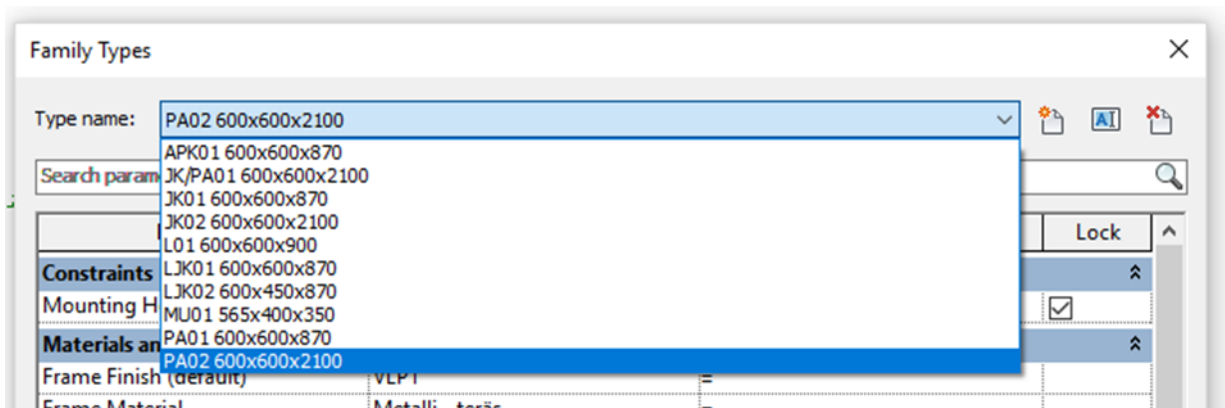 Family Types
Type name: PA02 600x600x2100
APK01 600x600x870
Search param JK/PA01 600x600x2100
JK01 600x600x870
JK02 600x600x2100
Lock
L01 600x600x900
Constraints LJK01 600x600x870
LJK02 600x450x870
Mounting H MU01 565x400x350
PA01 600x600x870
Materials an PA02 600x600x2100
Frame Finish (default) VLPT =
Frame Material Metalli - teräs =